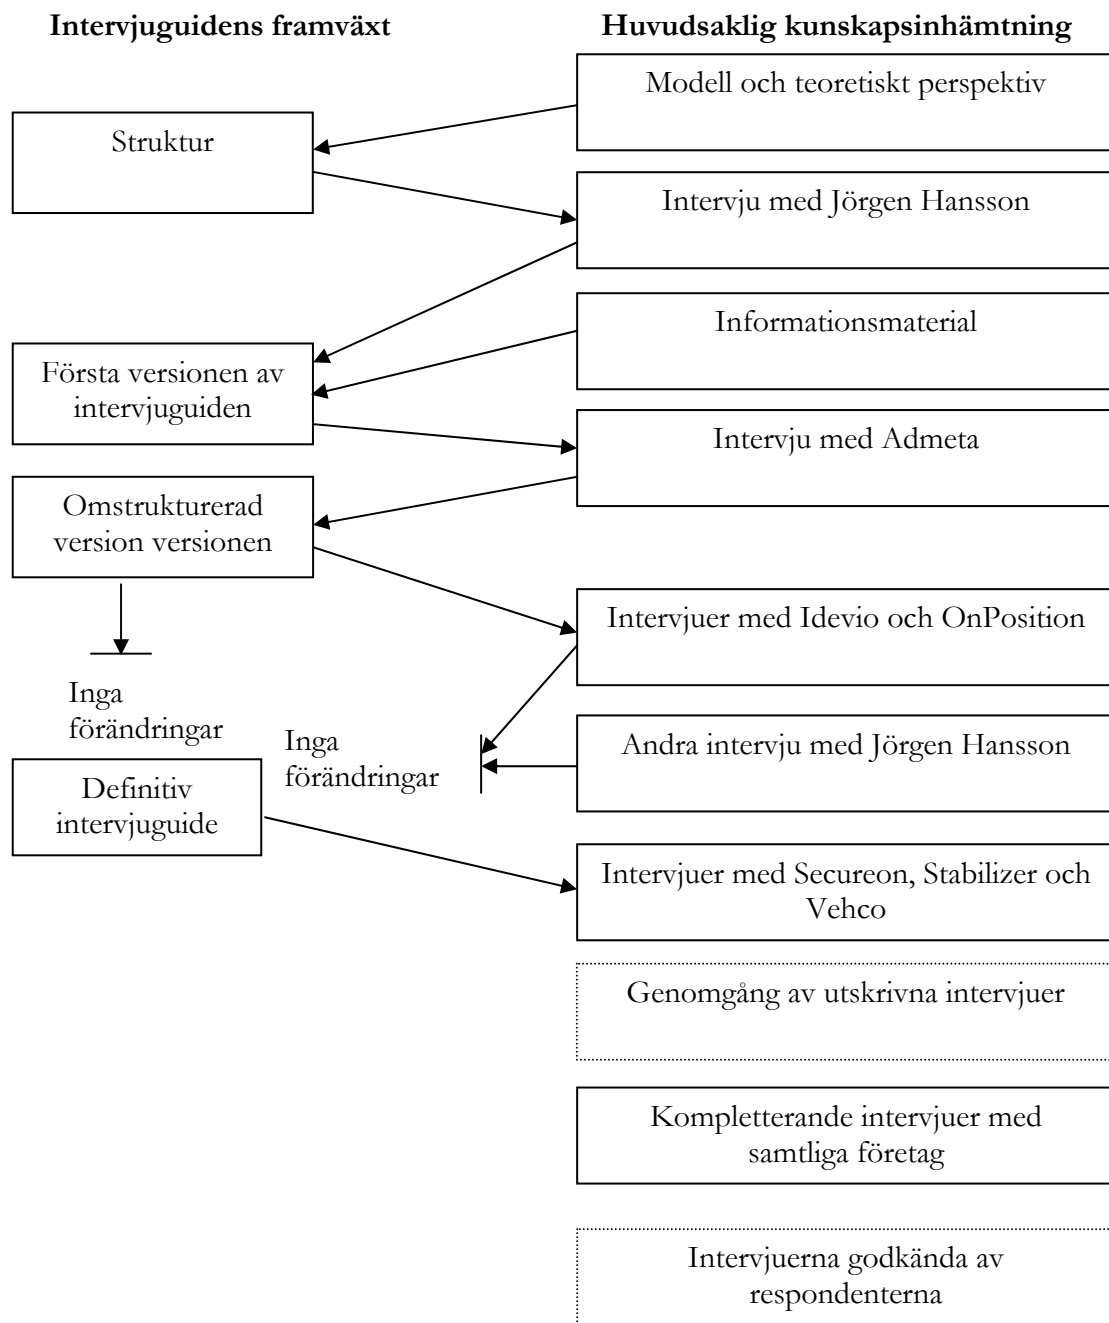 Intervjuguidens framväxt
Huvudsaklig kunskapsinhämtning
Modell och teoretiskt perspektiv
Struktur
Intervju med Jörgen Hansson
Informationsmaterial
Första versionen av
intervjuguiden
Intervju med Admeta
Omstrukturerad
version versionen
Intervjuer med Idevio och OnPosition
Inga
förändringar
Inga
förändringar
Andra intervju med Jörgen Hansson
Definitiv
intervjuguide
Intervjuer med Secureon, Stabilizer och
Vehco
Genomgång av utskrivna intervjuer
Kompletterande intervjuer med
samtliga företag
Intervjuerna godkända av
respondenterna